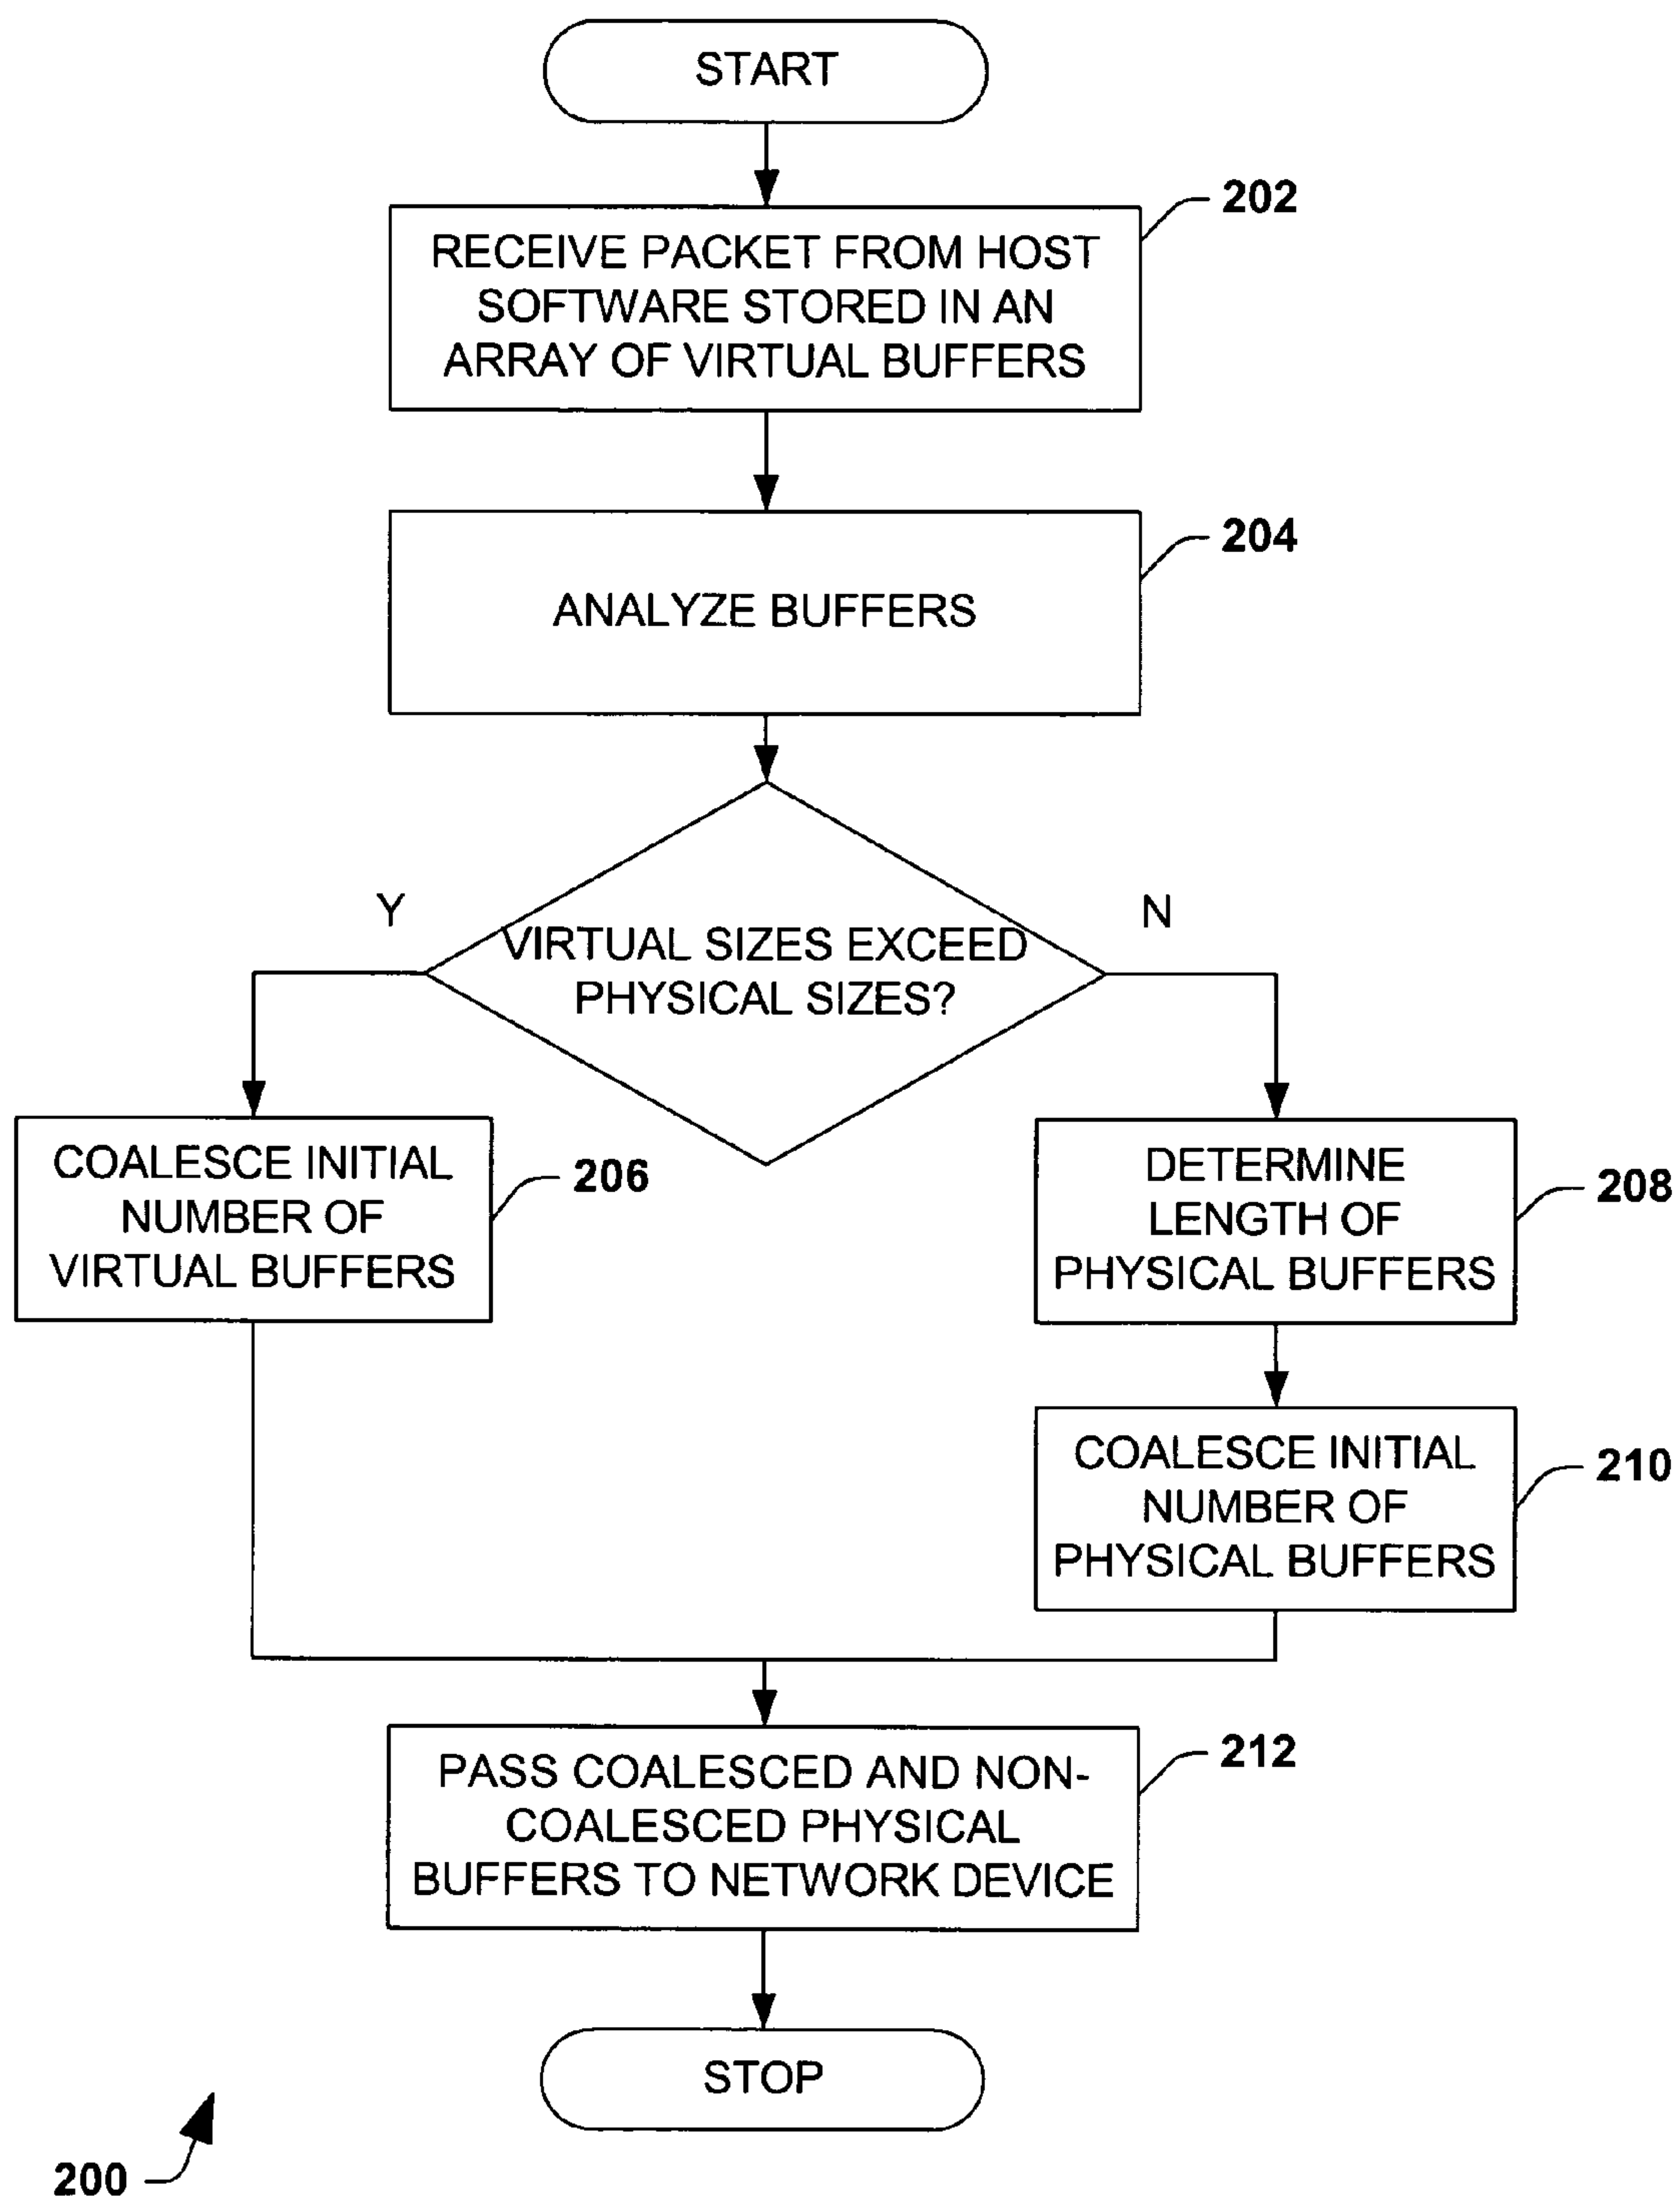 START
202
RECEIVE PACKET FROM HOST
SOFTWARE STORED IN AN
ARRAY OF VIRTUAL BUFFERS
204
ANALYZE BUFFERS
Y
N
VIRTUAL SIZES EXCEED
PHYSICAL SIZES?
COALESCE INITIAL
NUMBER OF
VIRTUAL BUFFERS
206
DETERMINE
LENGTH OF
PHYSICAL BUFFERS
208
COALESCE INITIAL
NUMBER OF
PHYSICAL BUFFERS
210
PASS COALESCED AND NON-
COALESCED PHYSICAL
BUFFERS TO NETWORK DEVICE
212
STOP
200